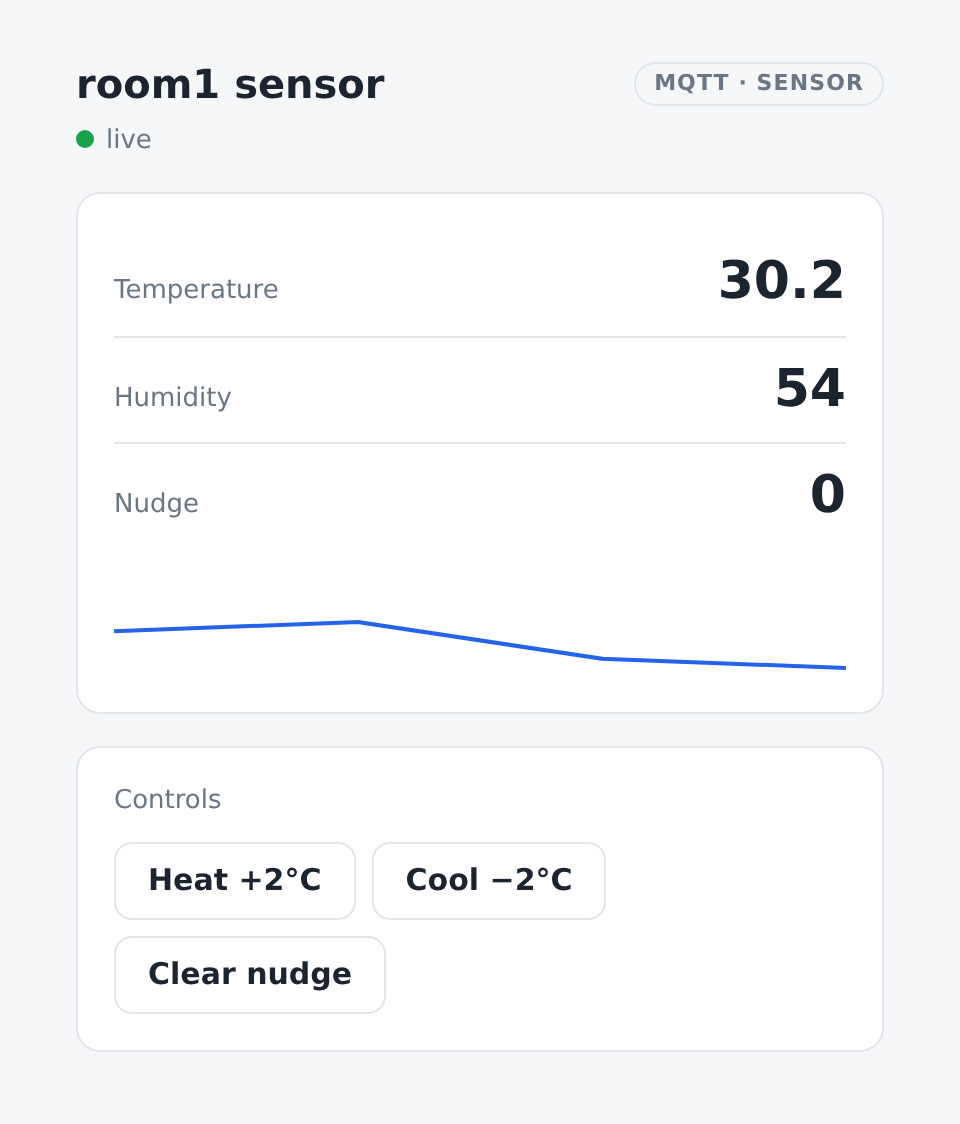 room1 sensor
MQTT · SENSOR
live
Temperature 30.2
Humidity 54
Nudge 0
Controls
Heat +2°C Cool −2°C
Clear nudge